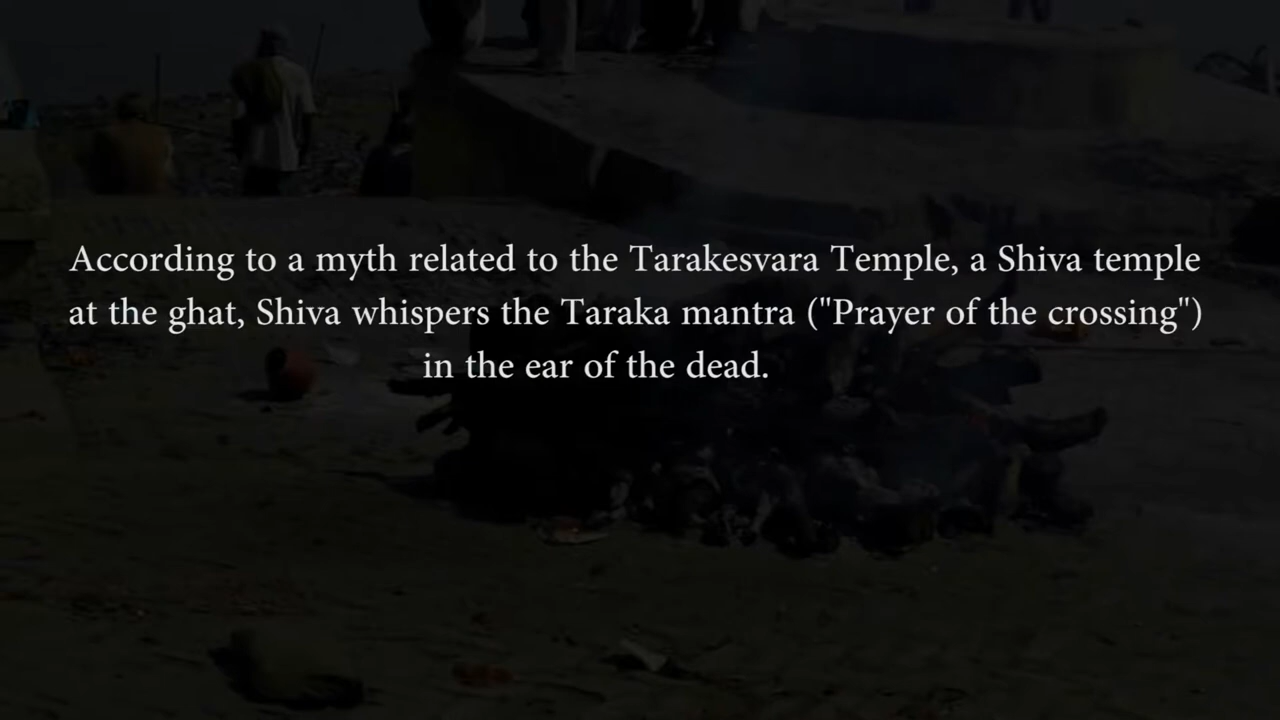 According to a myth related to the Tarakesvara Temple, a Shiva temple
at the ghat, Shiva whispers the Taraka mantra ("Prayer of the crossing")
in the ear of the dead.